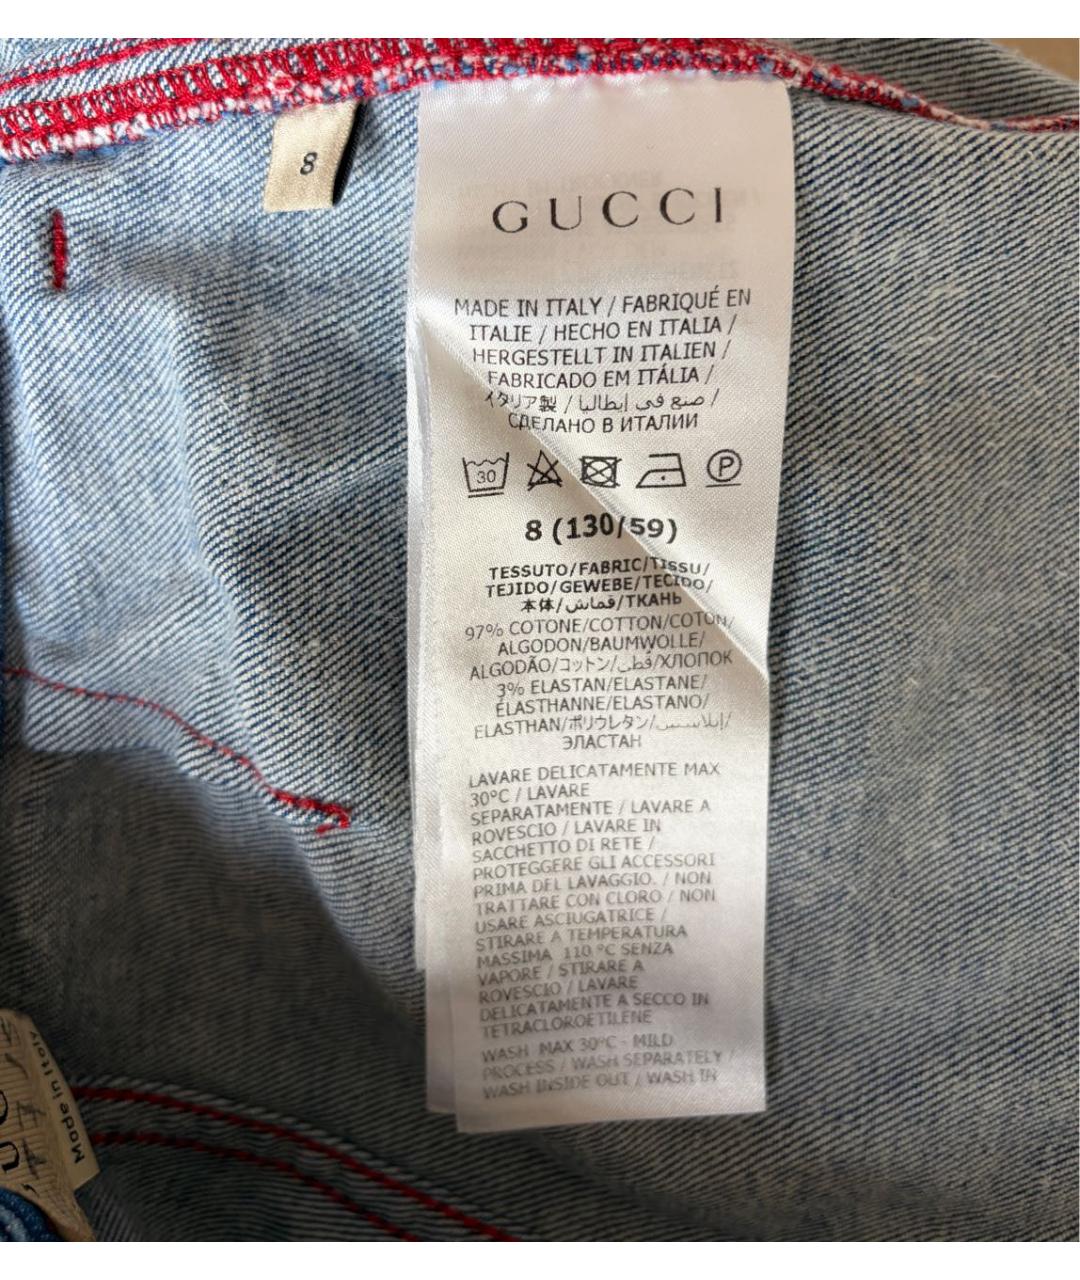 8
GUCCI
MADE IN ITALY / FABRIQUÉ EN
ITALIE / HECHO EN ITALIA /
HERGESTELLT IN ITALIEN /
FABRICADO EM ITÁLIA /
イタリア製 / صنع في إيطاليا /
СДЕЛАНО В ИТАЛИИ
30 P
8 (130/59)
TESSUTO/FABRIC/TISSU/
TEJIDO/GEWEBE/TECIDO/
本体/قماش/ТКАНЬ
97% COTONE/COTTON/COTON/
ALGODON/BAUMWOLLE/
ALGODÃO/コットン/قطن/ХЛОПОК
3% ELASTAN/ELASTANE/
ÉLASTHANNE/ELASTANO/
ELASTHAN/ポリウレタン/إيلاستين/
ЭЛАСТАН
LAVARE DELICATAMENTE MAX
30°C / LAVARE
SEPARATAMENTE / LAVARE A
ROVESCIO / LAVARE IN
SACCHETTO DI RETE /
PROTEGGERE GLI ACCESSORI
PRIMA DEL LAVAGGIO. / NON
TRATTARE CON CLORO / NON
USARE ASCIUGATRICE /
STIRARE A TEMPERATURA
MASSIMA 110 °C SENZA
VAPORE / STIRARE A
ROVESCIO / LAVARE
DELICATAMENTE A SECCO IN
TETRACLOROETILENE
WASH MAX 30°C - MILD
PROCESS / WASH SEPARATELY /
WASH INSIDE OUT / WASH IN
Made in Italy